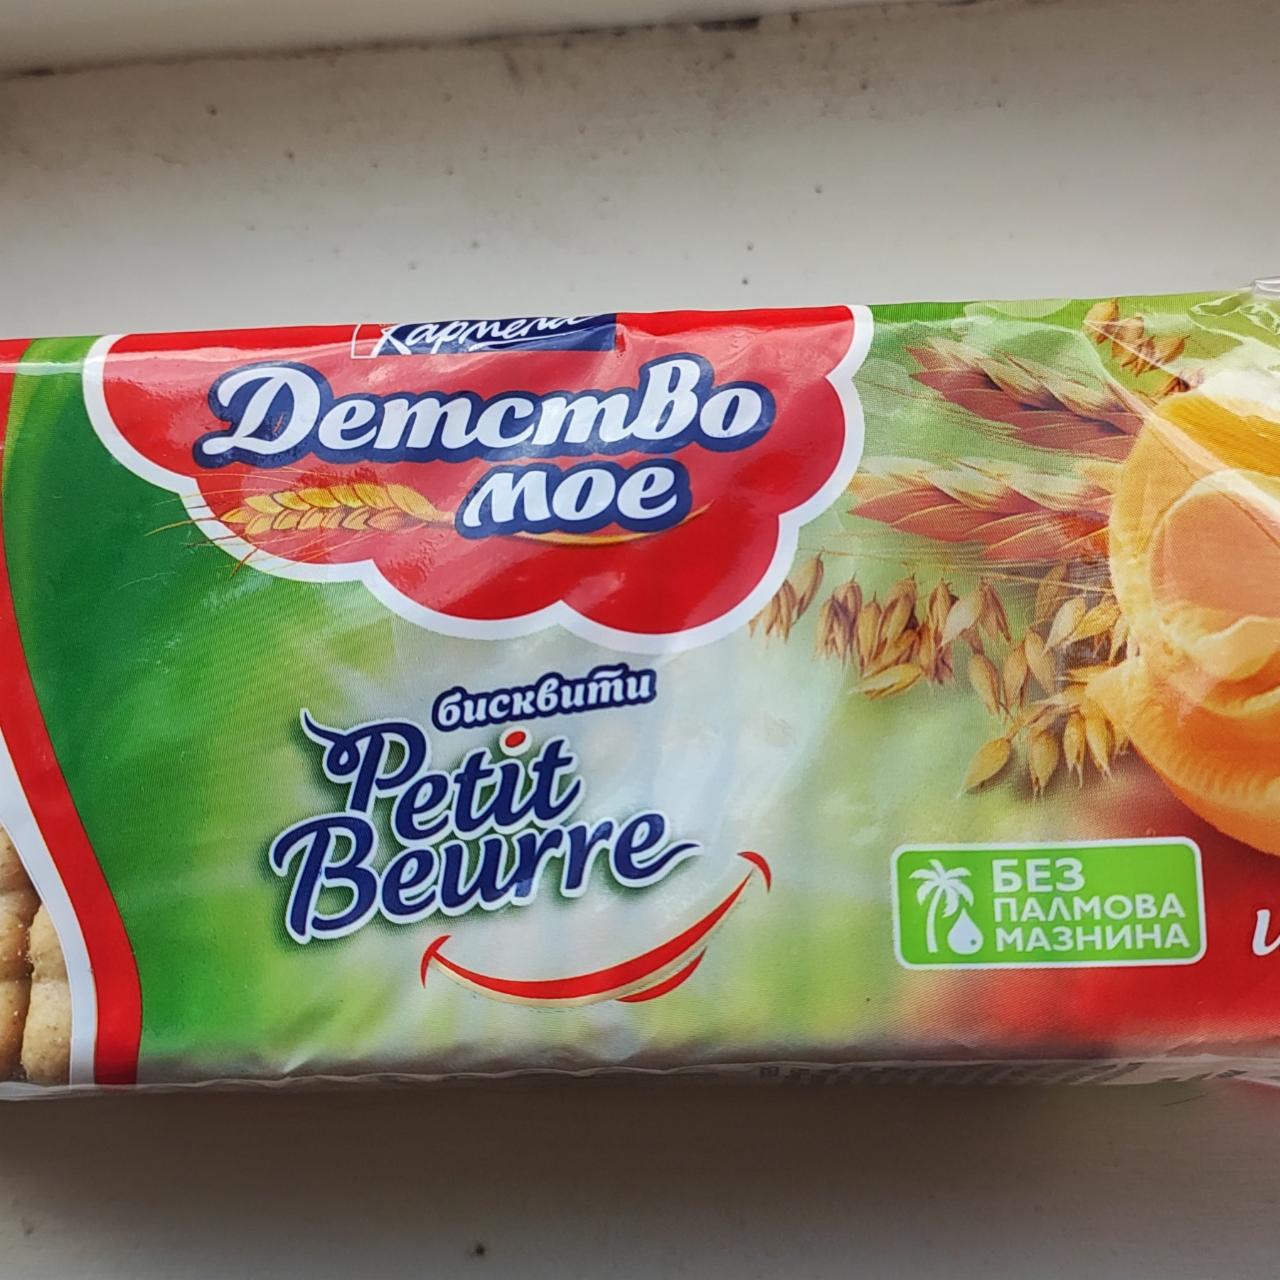 Кармела
Детство
мое
бисквити
Petit
Beurre
БЕЗ
ПАЛМОВА
МАЗНИНА